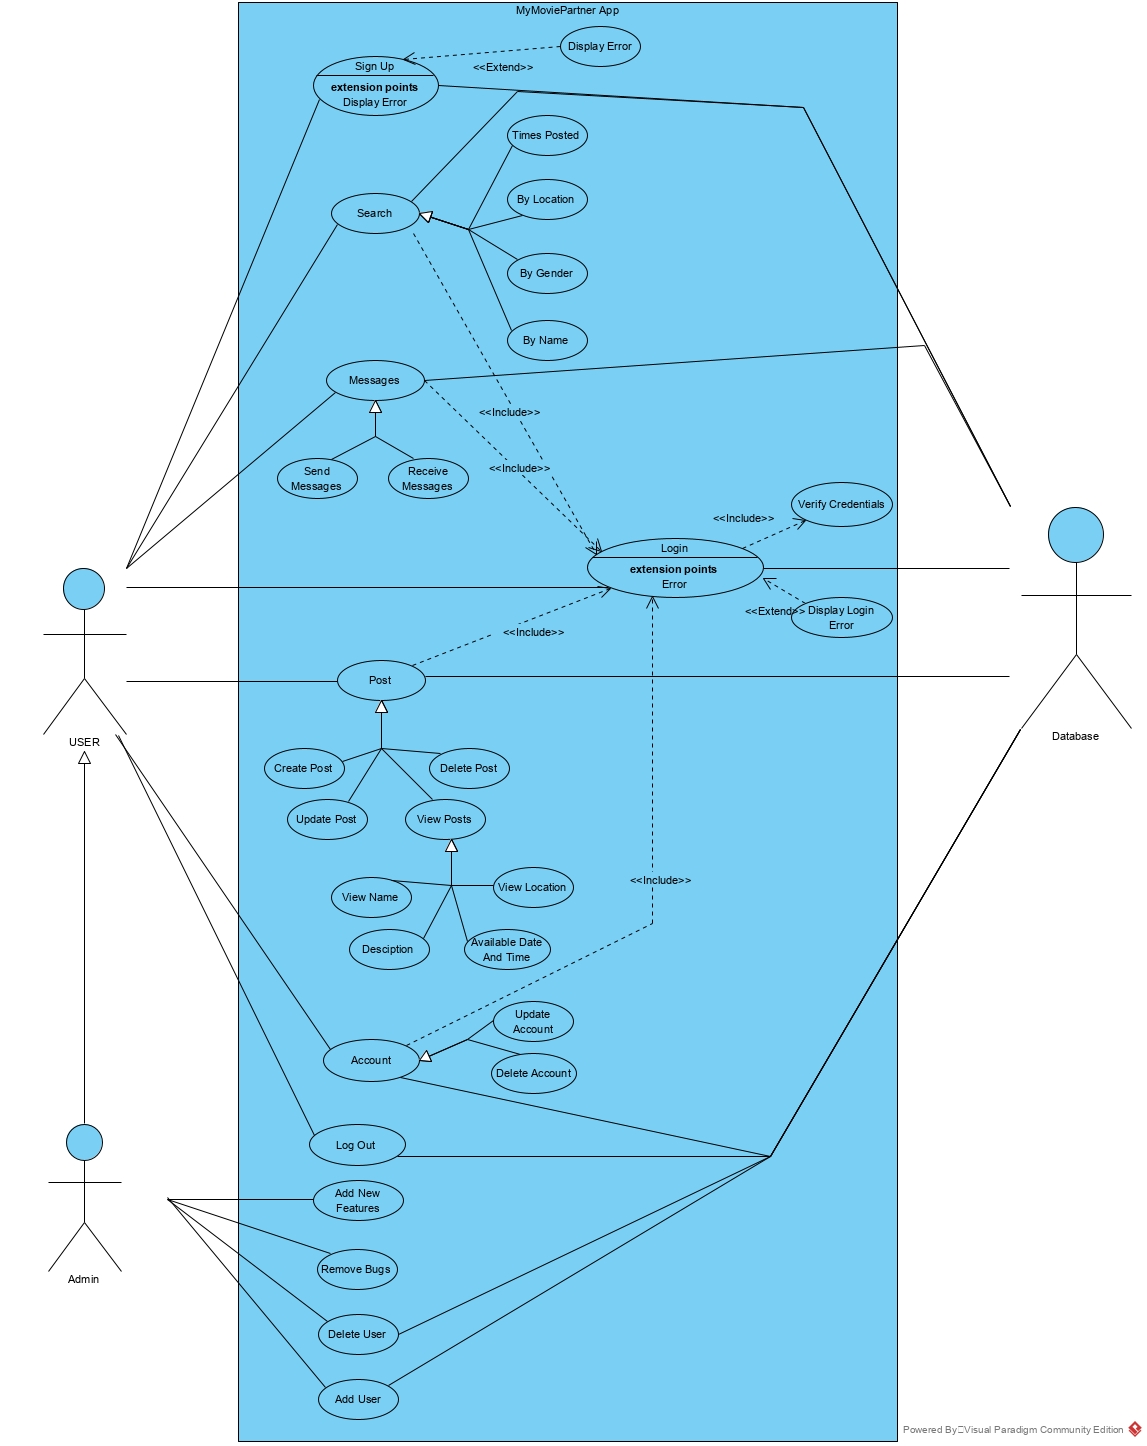 MyMoviePartner App
Display Error
<<Extend>>
Sign Up
extension points
Display Error
Times Posted
By Location
Search
By Gender
By Name
Messages
<<Include>>
<<Include>>
Send
Messages
Receive
Messages
Verify Credentials
<<Include>>
Login
extension points
Error
<<Extend>>
Display Login
Error
<<Include>>
Post
USER
Database
Create Post
Delete Post
Update Post
View Posts
<<Include>>
View Name
View Location
Desciption
Available Date
And Time
Update
Account
Account
Delete Account
Log Out
Add New
Features
Remove Bugs
Admin
Delete User
Add User
Powered By Visual Paradigm Community Edition